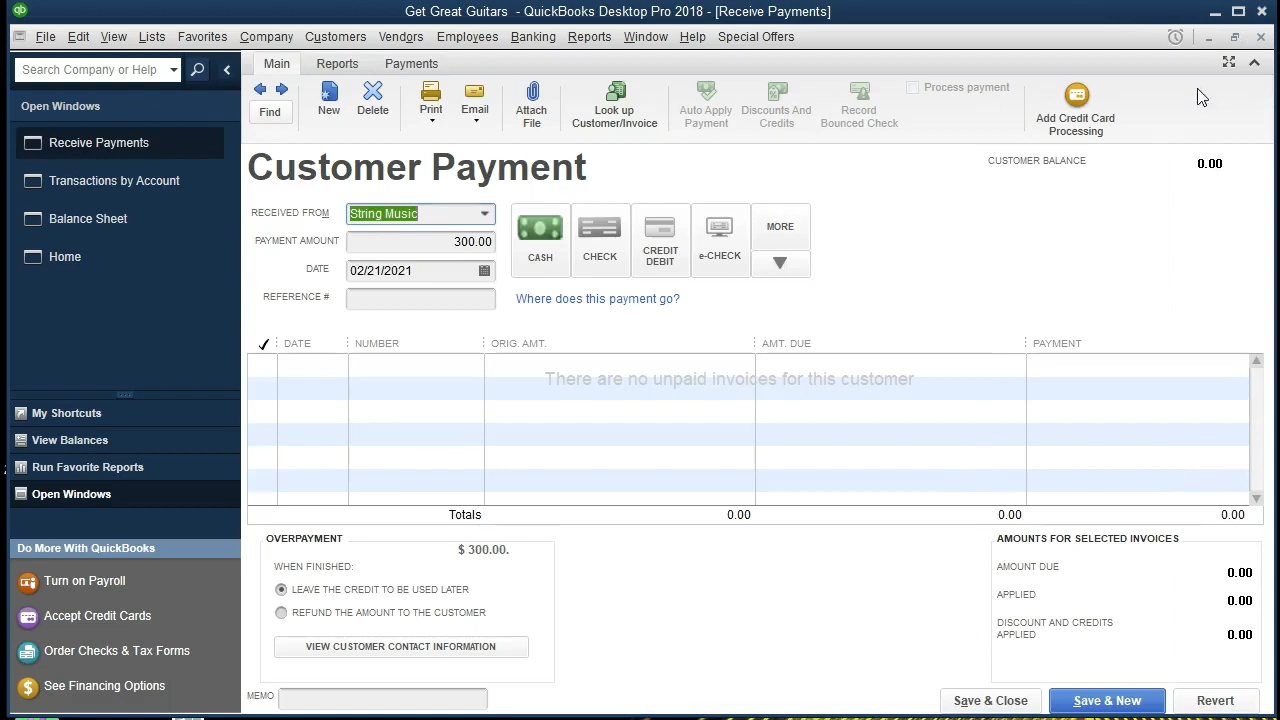 Get Great Guitars - QuickBooks Desktop Pro 2018 - [Receive Payments]
File Edit View Lists Favorites Company Customers Vendors Employees Banking Reports Window Help Special Offers
Search Company or Help
Main Reports Payments
Open Windows
Receive Payments
Transactions by Account
Balance Sheet
Home
My Shortcuts
View Balances
Run Favorite Reports
Open Windows
Do More With QuickBooks
Turn on Payroll
Accept Credit Cards
Order Checks & Tax Forms
See Financing Options
Find
New
Delete
Print
Email
Attach
File
Look up
Customer/Invoice
Auto Apply
Payment
Discounts And
Credits
Record
Bounced Check
Process payment
Add Credit Card
Processing
Customer Payment
CUSTOMER BALANCE 0.00
RECEIVED FROM String Music
PAYMENT AMOUNT 300.00
DATE 02/21/2021
REFERENCE #
CASH
CHECK
CREDIT
DEBIT
e-CHECK
MORE
Where does this payment go?
DATE NUMBER ORIG. AMT. AMT. DUE PAYMENT
There are no unpaid invoices for this customer
Totals 0.00 0.00 0.00
OVERPAYMENT
$ 300.00.
WHEN FINISHED:
LEAVE THE CREDIT TO BE USED LATER
REFUND THE AMOUNT TO THE CUSTOMER
VIEW CUSTOMER CONTACT INFORMATION
AMOUNTS FOR SELECTED INVOICES
AMOUNT DUE 0.00
APPLIED 0.00
DISCOUNT AND CREDITS
APPLIED 0.00
MEMO
Save & Close Save & New Revert